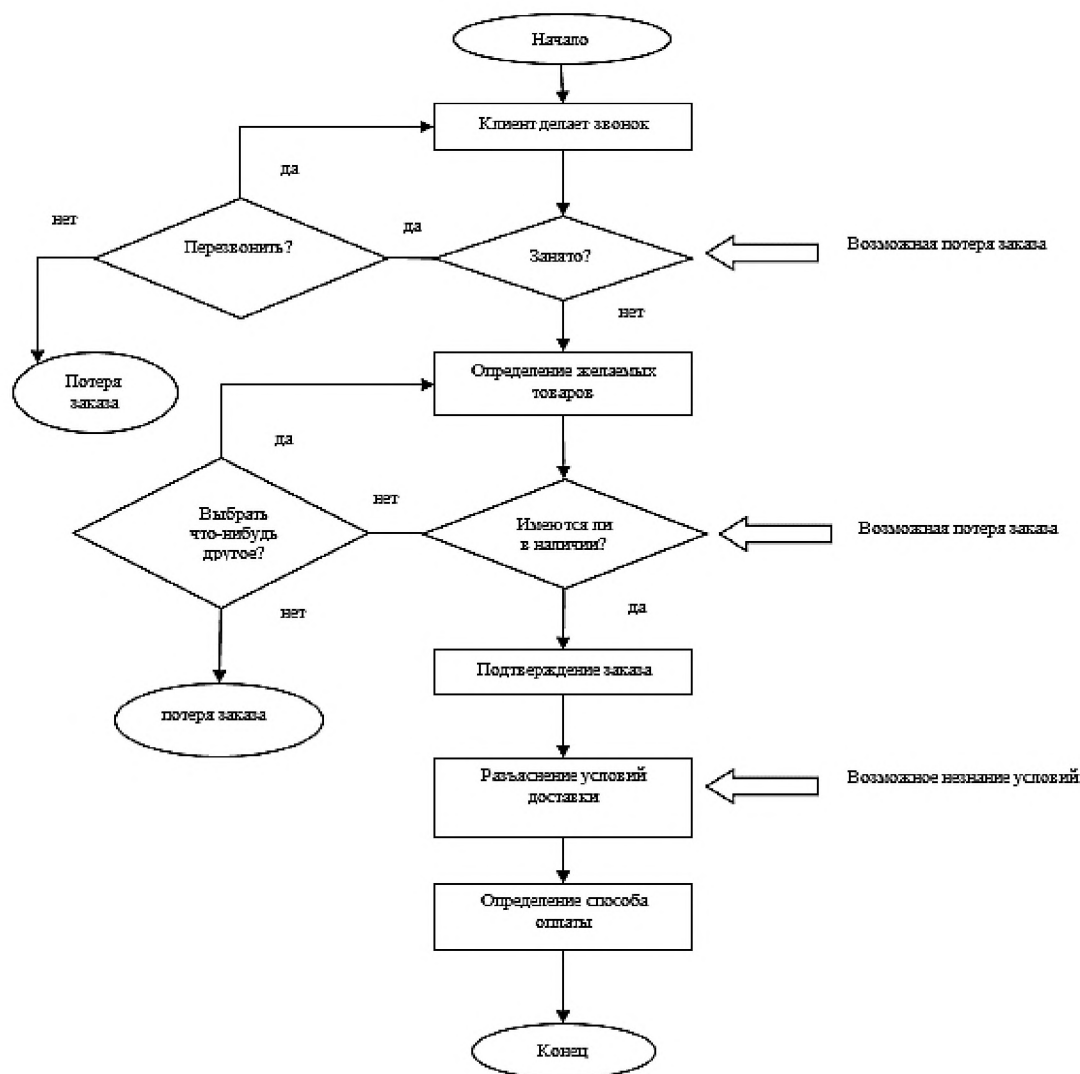 Начало
Клиент делает звонок
да
нет
да
Перезвонить?
Занято?
Возможная потеря заказа
нет
Потеря
заказа
Определение желаемых
товаров
да
нет
Выбрать
что-нибудь
другое?
Имеются ли
в наличии?
Возможная потеря заказа
нет
да
Подтверждение заказа
потеря заказа
Разъяснение условий
доставки
Возможное незнание условий
Определение способа
оплаты
Конец